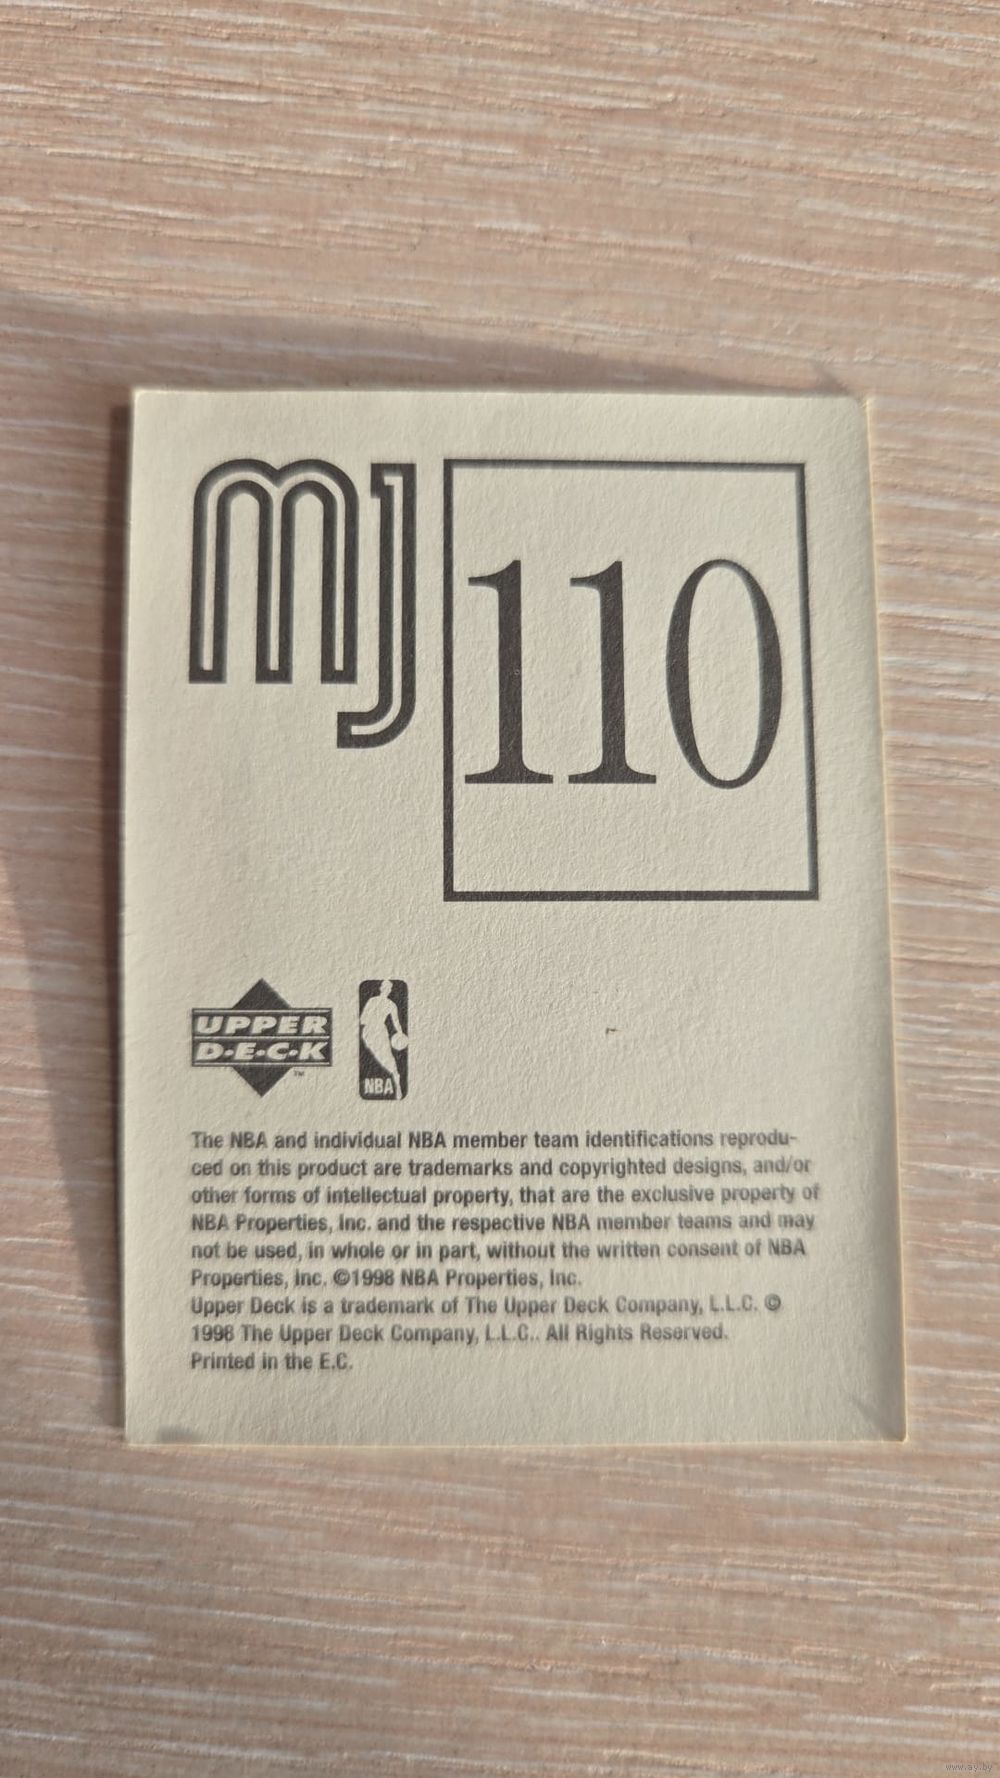 mj
110
UPPER
D·E·C·K
™
NBA
The NBA and individual NBA member team identifications reprodu-
ced on this product are trademarks and copyrighted designs, and/or
other forms of intellectual property, that are the exclusive property of
NBA Properties, Inc. and the respective NBA member teams and may
not be used, in whole or in part, without the written consent of NBA
Properties, Inc. ©1998 NBA Properties, Inc.
Upper Deck is a trademark of The Upper Deck Company, L.L.C. ©
1998 The Upper Deck Company, L.L.C.. All Rights Reserved.
Printed in the E.C.
www.ay.by